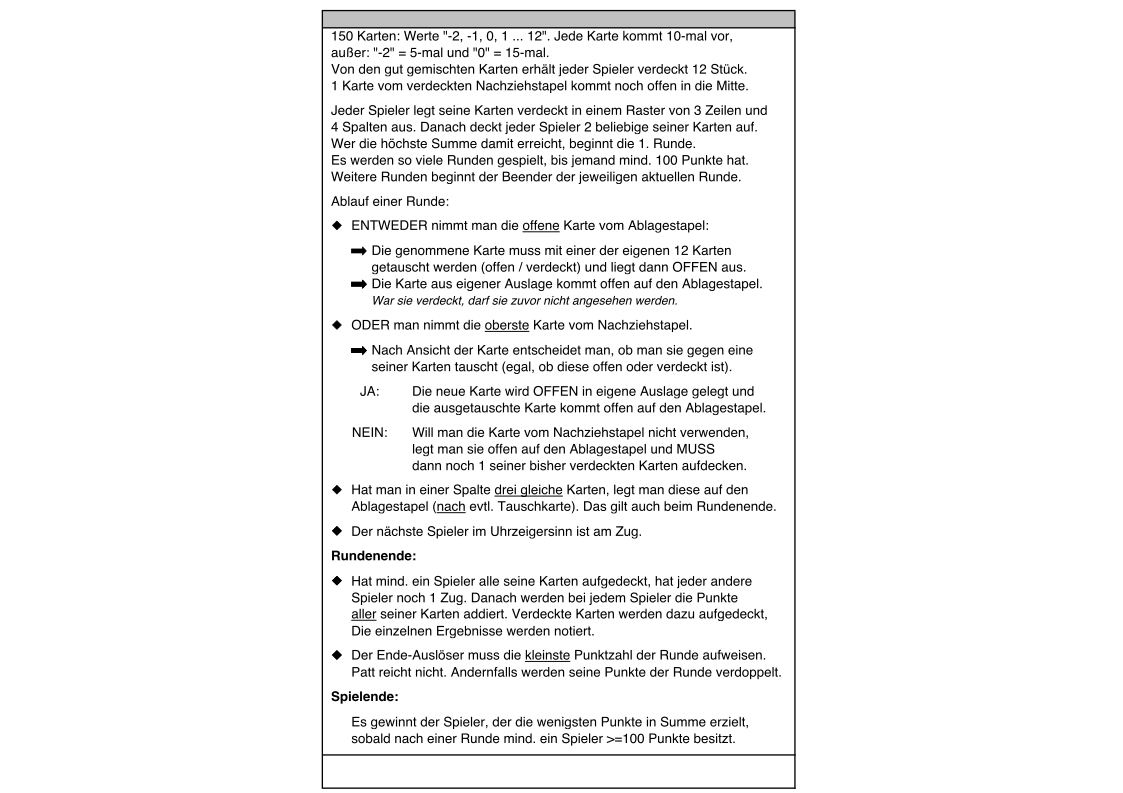 150 Karten: Werte "-2, -1, 0, 1 ... 12". Jede Karte kommt 10-mal vor,
außer: "-2" = 5-mal und "0" = 15-mal.
Von den gut gemischten Karten erhält jeder Spieler verdeckt 12 Stück.
1 Karte vom verdeckten Nachziehstapel kommt noch offen in die Mitte.
Jeder Spieler legt seine Karten verdeckt in einem Raster von 3 Zeilen und
4 Spalten aus. Danach deckt jeder Spieler 2 beliebige seiner Karten auf.
Wer die höchste Summe damit erreicht, beginnt die 1. Runde.
Es werden so viele Runden gespielt, bis jemand mind. 100 Punkte hat.
Weitere Runden beginnt der Beender der jeweiligen aktuellen Runde.
Ablauf einer Runde:
◆ ENTWEDER nimmt man die offene Karte vom Ablagestapel:
➡ Die genommene Karte muss mit einer der eigenen 12 Karten
getauscht werden (offen / verdeckt) und liegt dann OFFEN aus.
➡ Die Karte aus eigener Auslage kommt offen auf den Ablagestapel.
War sie verdeckt, darf sie zuvor nicht angesehen werden.
◆ ODER man nimmt die oberste Karte vom Nachziehstapel.
➡ Nach Ansicht der Karte entscheidet man, ob man sie gegen eine
seiner Karten tauscht (egal, ob diese offen oder verdeckt ist).
JA: Die neue Karte wird OFFEN in eigene Auslage gelegt und
die ausgetauschte Karte kommt offen auf den Ablagestapel.
NEIN: Will man die Karte vom Nachziehstapel nicht verwenden,
legt man sie offen auf den Ablagestapel und MUSS
dann noch 1 seiner bisher verdeckten Karten aufdecken.
◆ Hat man in einer Spalte drei gleiche Karten, legt man diese auf den
Ablagestapel (nach evtl. Tauschkarte). Das gilt auch beim Rundenende.
◆ Der nächste Spieler im Uhrzeigersinn ist am Zug.
Rundenende:
◆ Hat mind. ein Spieler alle seine Karten aufgedeckt, hat jeder andere
Spieler noch 1 Zug. Danach werden bei jedem Spieler die Punkte
aller seiner Karten addiert. Verdeckte Karten werden dazu aufgedeckt,
Die einzelnen Ergebnisse werden notiert.
◆ Der Ende-Auslöser muss die kleinste Punktzahl der Runde aufweisen.
Patt reicht nicht. Andernfalls werden seine Punkte der Runde verdoppelt.
Spielende:
Es gewinnt der Spieler, der die wenigsten Punkte in Summe erzielt,
sobald nach einer Runde mind. ein Spieler >=100 Punkte besitzt.